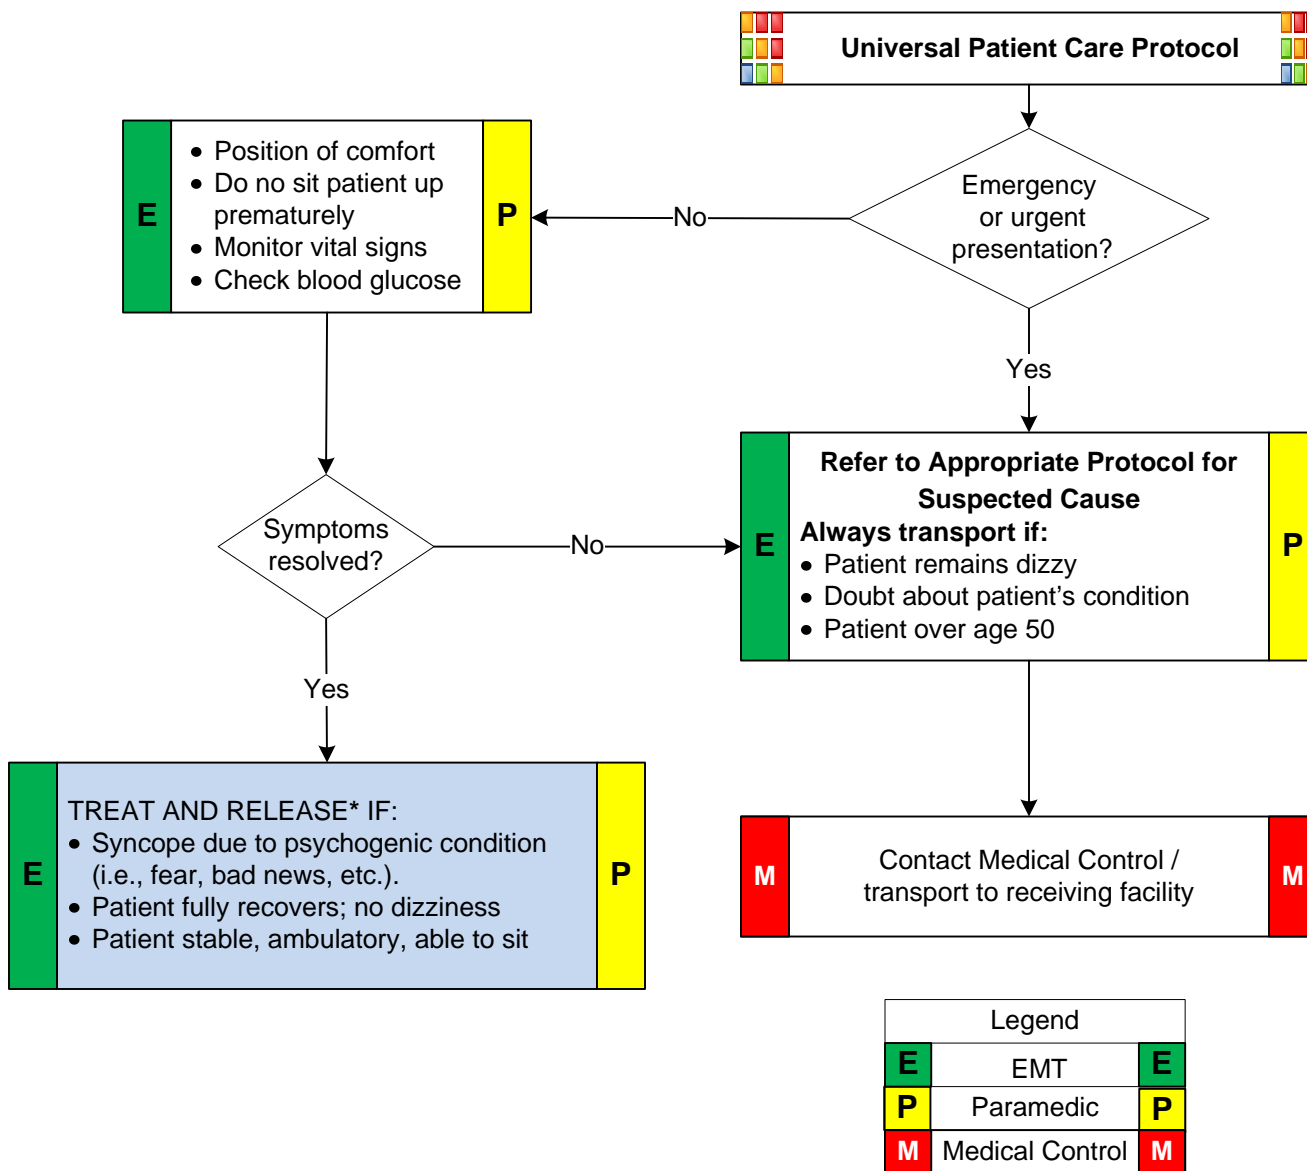 Universal Patient Care Protocol
Emergency
or urgent
presentation?
No
Yes
E
• Position of comfort
• Do no sit patient up
prematurely
• Monitor vital signs
• Check blood glucose
P
Symptoms
resolved?
No
Yes
E
Refer to Appropriate Protocol for
Suspected Cause
Always transport if:
• Patient remains dizzy
• Doubt about patient's condition
• Patient over age 50
P
E
TREAT AND RELEASE* IF:
• Syncope due to psychogenic condition
(i.e., fear, bad news, etc.).
• Patient fully recovers; no dizziness
• Patient stable, ambulatory, able to sit
P
M
Contact Medical Control /
transport to receiving facility
M
Legend
E EMT E
P Paramedic P
M Medical Control M